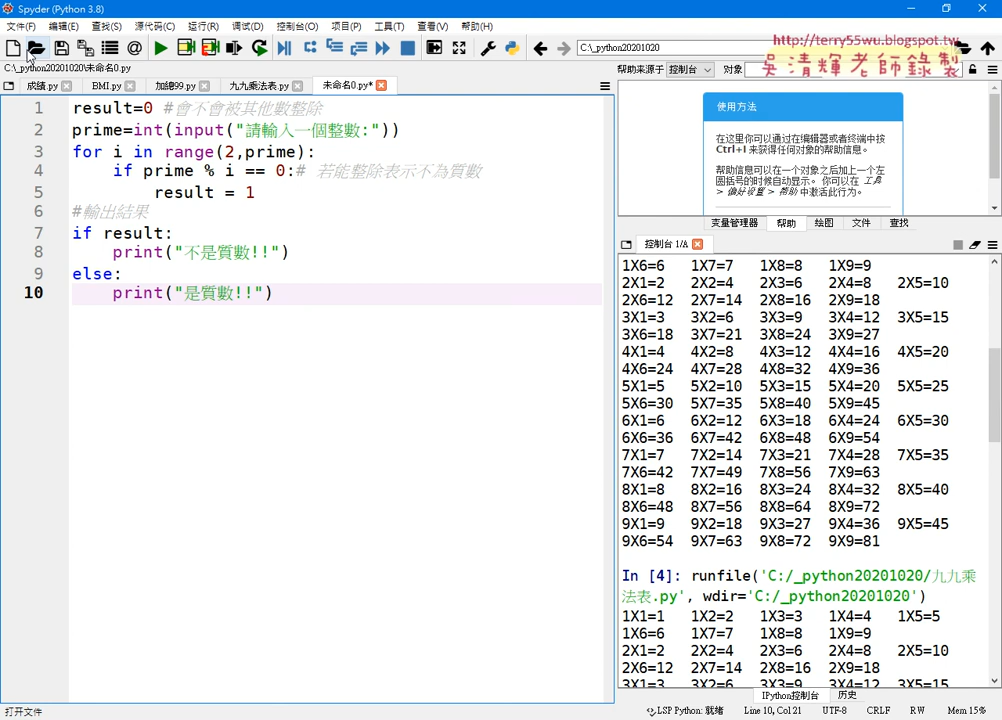 Spyder (Python 3.8)
文件(F) 编辑(E) 查找(S) 源代码(C) 运行(R) 调试(D) 控制台(O) 项目(P) 工具(T) 查看(V) 帮助(H)
C:\_python20201020
http://terry55wu.blogspot.tw
吳清輝老師錄製
C:\_python20201020\未命名0.py
帮助来源于 控制台 对象
成績.py BMI.py 加總99.py 九九乘法表.py 未命名0.py*
1 result=0 #會不會被其他數整除
2 prime=int(input("請輸入一個整數:"))
3 for i in range(2,prime):
4 if prime % i == 0:# 若能整除表示不為質數
5 result = 1
6 #輸出結果
7 if result:
8 print("不是質數!!")
9 else:
10 print("是質數!!")
使用方法
在这里你可以通过在编辑器或者终端中按
Ctrl+I 来获得任何对象的帮助信息。
帮助信息可以在一个对象之后加上一个左
圆括号的时候自动显示。 你可以在 工具
> 偏好设置 > 帮助 中激活此行为。
变量管理器 帮助 绘图 文件 查找
控制台 1/A
1X6=6 1X7=7 1X8=8 1X9=9
2X1=2 2X2=4 2X3=6 2X4=8 2X5=10
2X6=12 2X7=14 2X8=16 2X9=18
3X1=3 3X2=6 3X3=9 3X4=12 3X5=15
3X6=18 3X7=21 3X8=24 3X9=27
4X1=4 4X2=8 4X3=12 4X4=16 4X5=20
4X6=24 4X7=28 4X8=32 4X9=36
5X1=5 5X2=10 5X3=15 5X4=20 5X5=25
5X6=30 5X7=35 5X8=40 5X9=45
6X1=6 6X2=12 6X3=18 6X4=24 6X5=30
6X6=36 6X7=42 6X8=48 6X9=54
7X1=7 7X2=14 7X3=21 7X4=28 7X5=35
7X6=42 7X7=49 7X8=56 7X9=63
8X1=8 8X2=16 8X3=24 8X4=32 8X5=40
8X6=48 8X7=56 8X8=64 8X9=72
9X1=9 9X2=18 9X3=27 9X4=36 9X5=45
9X6=54 9X7=63 9X8=72 9X9=81
In [4]: runfile('C:/_python20201020/九九乘
法表.py', wdir='C:/_python20201020')
1X1=1 1X2=2 1X3=3 1X4=4 1X5=5
1X6=6 1X7=7 1X8=8 1X9=9
2X1=2 2X2=4 2X3=6 2X4=8 2X5=10
2X6=12 2X7=14 2X8=16 2X9=18
3X1=3 3X2=6 3X3=9 3X4=12 3X5=15
IPython控制台 历史
打开文件
LSP Python: 就绪 Line 10, Col 21 UTF-8 CRLF RW Mem 15%